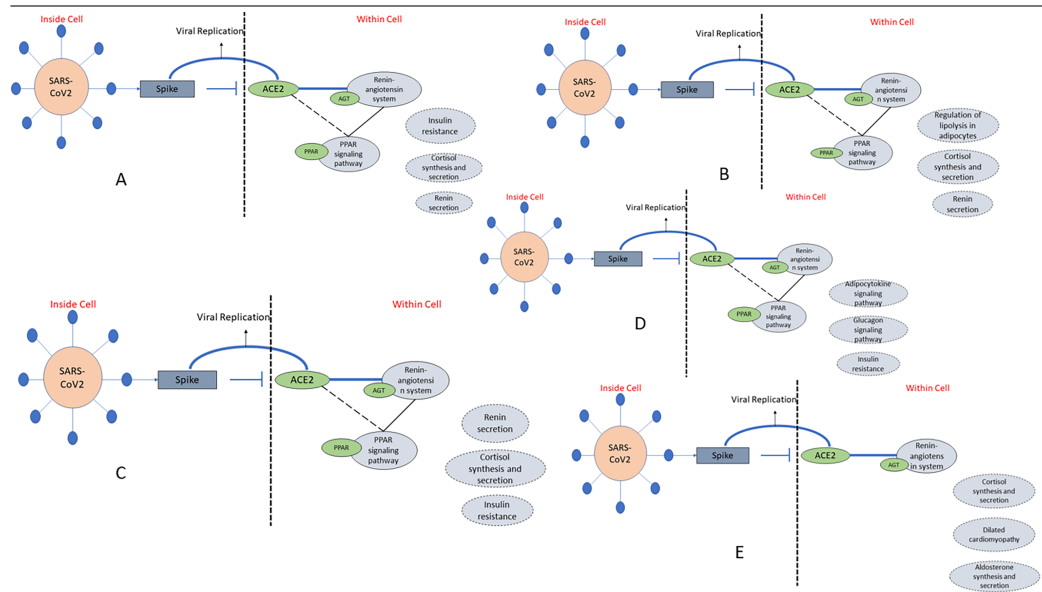 Inside Cell
Within Cell
Viral Replication
SARS-
CoV2
Spike
ACE2
Renin-
angiotensin
system
AGT
PPAR
PPAR
signaling
pathway
Insulin
resistance
Cortisol
synthesis and
secretion
Renin
secretion
A
Inside Cell
Within Cell
Viral Replication
SARS-
CoV2
Spike
ACE2
Renin-
angiotensi
n system
AGT
PPAR
PPAR
signaling
pathway
Regulation of
lipolysis in
adipocytes
Cortisol
synthesis and
secretion
Renin
secretion
B
Inside Cell
Within Cell
Viral Replication
SARS-
CoV2
Spike
ACE2
Renin-
angiotensi
n system
AGT
PPAR
PPAR
signaling
pathway
Adipocytokine
signaling
pathway
Glucagon
signaling
pathway
Insulin
resistance
D
Inside Cell
Within Cell
Viral Replication
SARS-
CoV2
Spike
ACE2
Renin-
angiotensi
n system
AGT
PPAR
PPAR
signaling
pathway
Renin
secretion
Cortisol
synthesis and
secretion
Insulin
resistance
C
Inside Cell
Within Cell
Viral Replication
SARS-
CoV2
Spike
ACE2
Renin-
angiotens
in system
AGT
Cortisol
synthesis and
secretion
Dilated
cardiomyopathy
Aldosterone
synthesis and
secretion
E